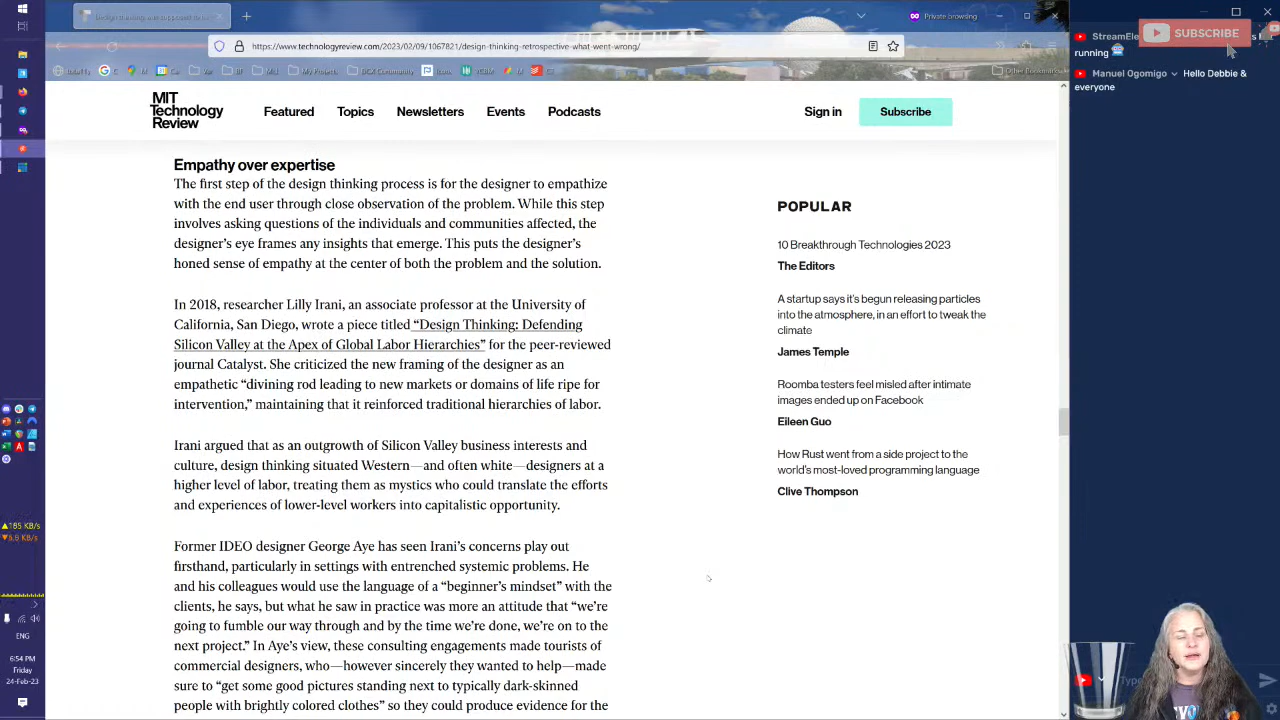 Private browsing
https://www.technologyreview.com/2023/02/09/1067821/design-thinking-retrospective-what-went-wrong/
My Projects
Other Bookmarks
MIT
Technology
Review
Featured
Topics
Newsletters
Events
Podcasts
Sign in
Subscribe
Empathy over expertise
The first step of the design thinking process is for the designer to empathize
with the end user through close observation of the problem. While this step
involves asking questions of the individuals and communities affected, the
designer’s eye frames any insights that emerge. This puts the designer’s
honed sense of empathy at the center of both the problem and the solution.
In 2018, researcher Lilly Irani, an associate professor at the University of
California, San Diego, wrote a piece titled “Design Thinking: Defending
Silicon Valley at the Apex of Global Labor Hierarchies” for the peer-reviewed
journal Catalyst. She criticized the new framing of the designer as an
empathetic “divining rod leading to new markets or domains of life ripe for
intervention,” maintaining that it reinforced traditional hierarchies of labor.
Irani argued that as an outgrowth of Silicon Valley business interests and
culture, design thinking situated Western—and often white—designers at a
higher level of labor, treating them as mystics who could translate the efforts
and experiences of lower-level workers into capitalistic opportunity.
Former IDEO designer George Aye has seen Irani’s concerns play out
firsthand, particularly in settings with entrenched systemic problems. He
and his colleagues would use the language of a “beginner’s mindset” with the
clients, he says, but what he saw in practice was more an attitude that “we’re
going to fumble our way through and by the time we’re done, we’re on to the
next project.” In Aye’s view, these consulting engagements made tourists of
commercial designers, who—however sincerely they wanted to help—made
sure to “get some good pictures standing next to typically dark-skinned
people with brightly colored clothes” so they could produce evidence for the
POPULAR
10 Breakthrough Technologies 2023
The Editors
A startup says it’s begun releasing particles
into the atmosphere, in an effort to tweak the
climate
James Temple
Roomba testers feel misled after intimate
images ended up on Facebook
Eileen Guo
How Rust went from a side project to the
world’s most-loved programming language
Clive Thompson
SUBSCRIBE
running
Manuel Ogomigo
Hello Debbie &
everyone
185 KB/s
ENG
6:54 PM
Friday
24-Feb-23